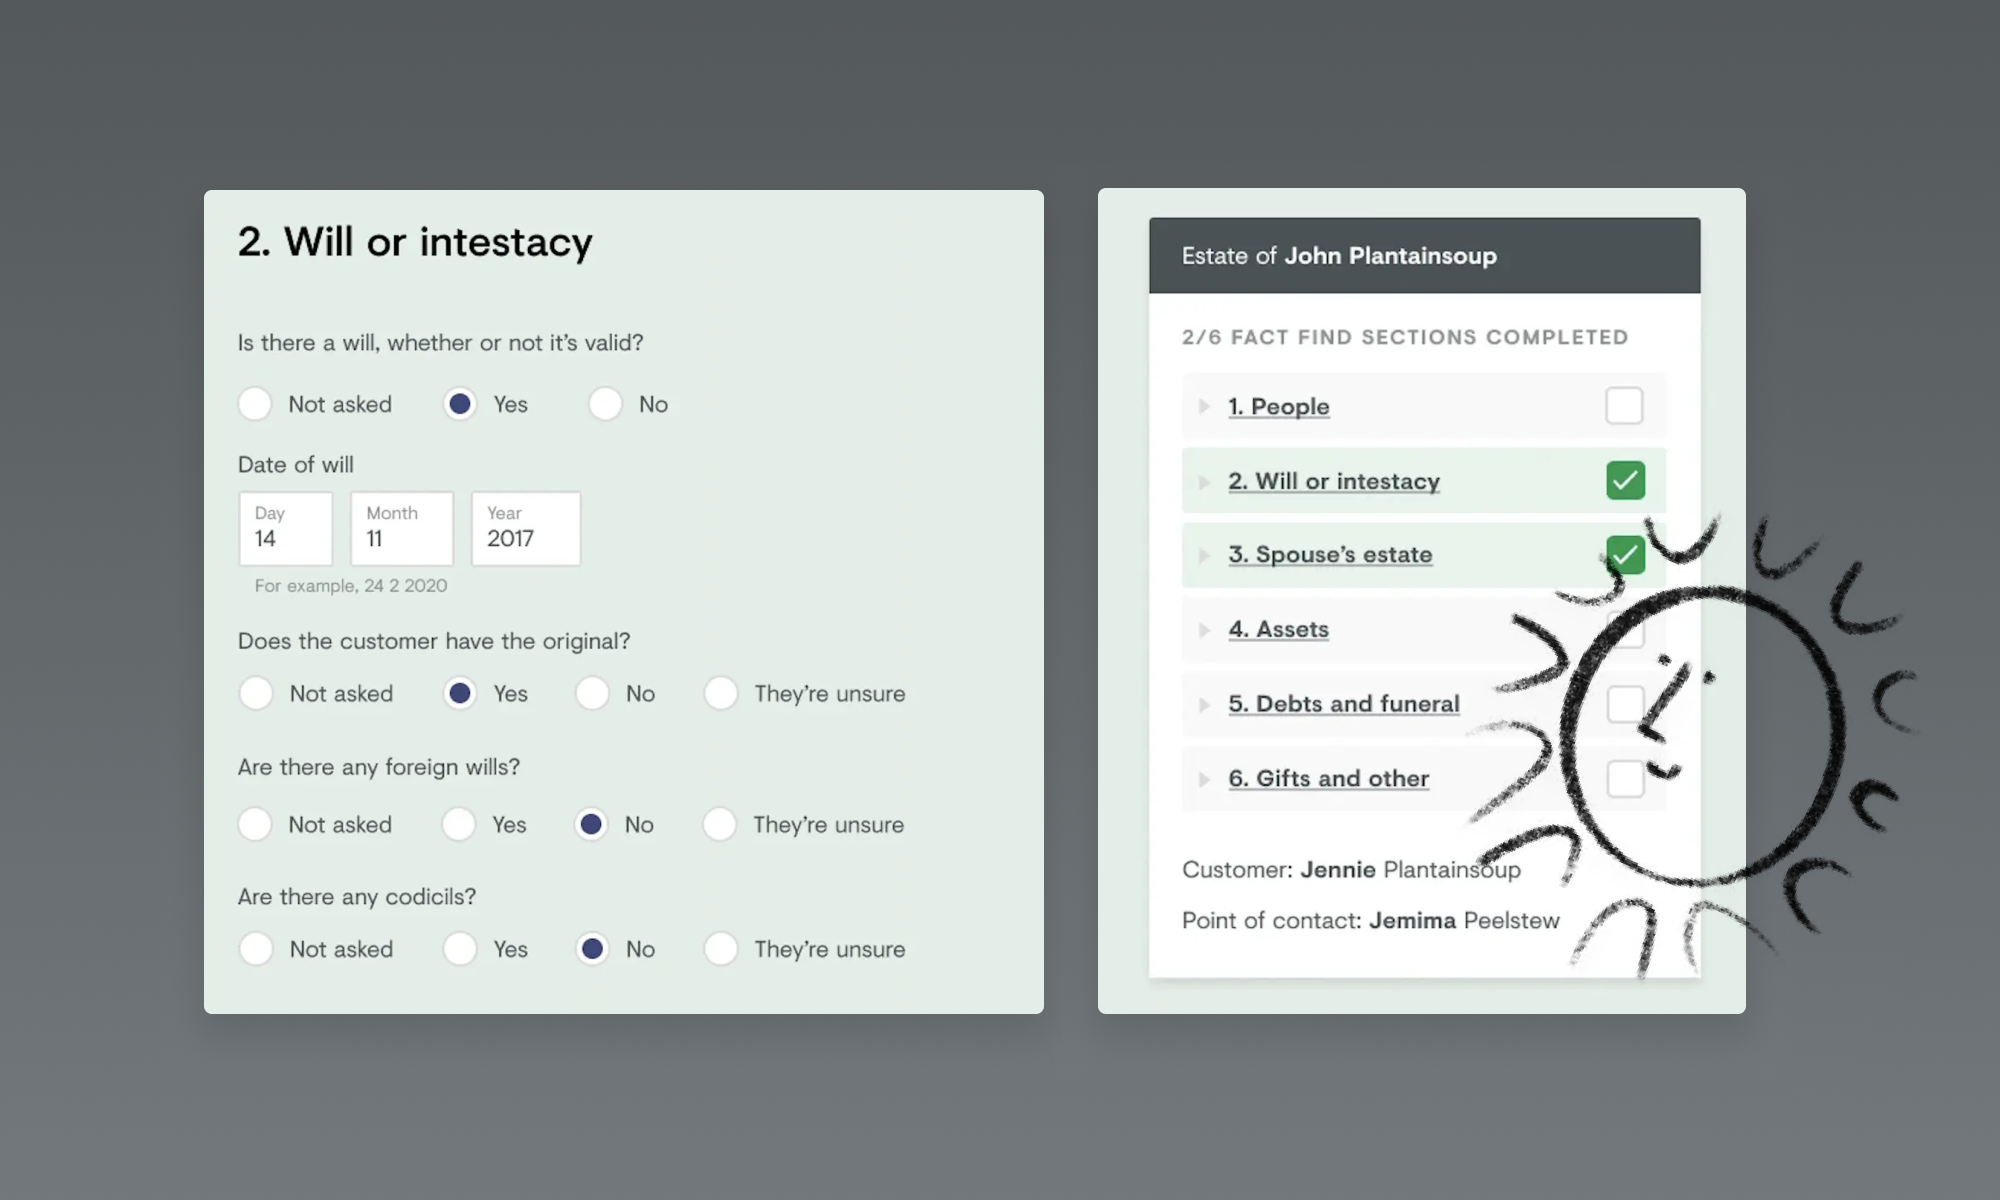 2. Will or intestacy
Is there a will, whether or not it’s valid?
Not asked Yes No
Date of will
Day Month Year
14 11 2017
For example, 24 2 2020
Does the customer have the original?
Not asked Yes No They’re unsure
Are there any foreign wills?
Not asked Yes No They’re unsure
Are there any codicils?
Not asked Yes No They’re unsure
Estate of John Plantainsoup
2/6 FACT FIND SECTIONS COMPLETED
1. People
2. Will or intestacy
3. Spouse’s estate
4. Assets
5. Debts and funeral
6. Gifts and other
Customer: Jennie Plantainsoup
Point of contact: Jemima Peelstew